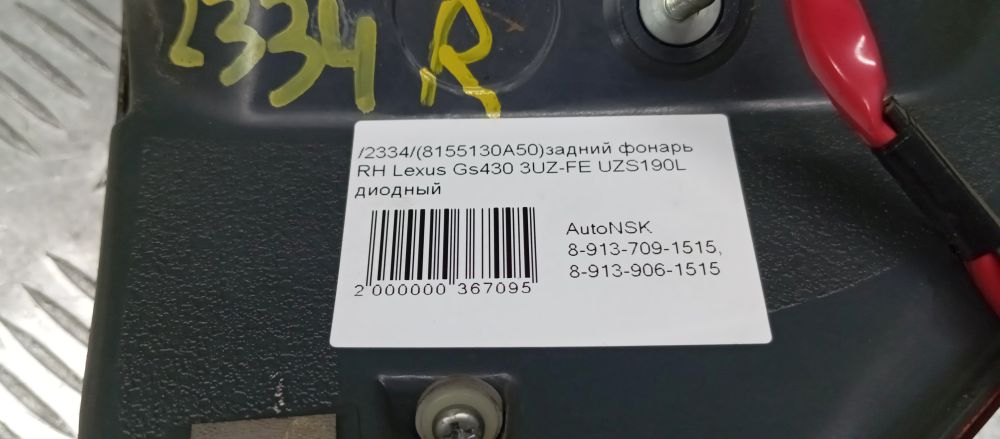 2334 R
/2334/(8155130A50)задний фонарь
RH Lexus Gs430 3UZ-FE UZS190L
диодный
AutoNSK
8-913-709-1515,
8-913-906-1515
2 000000 367095